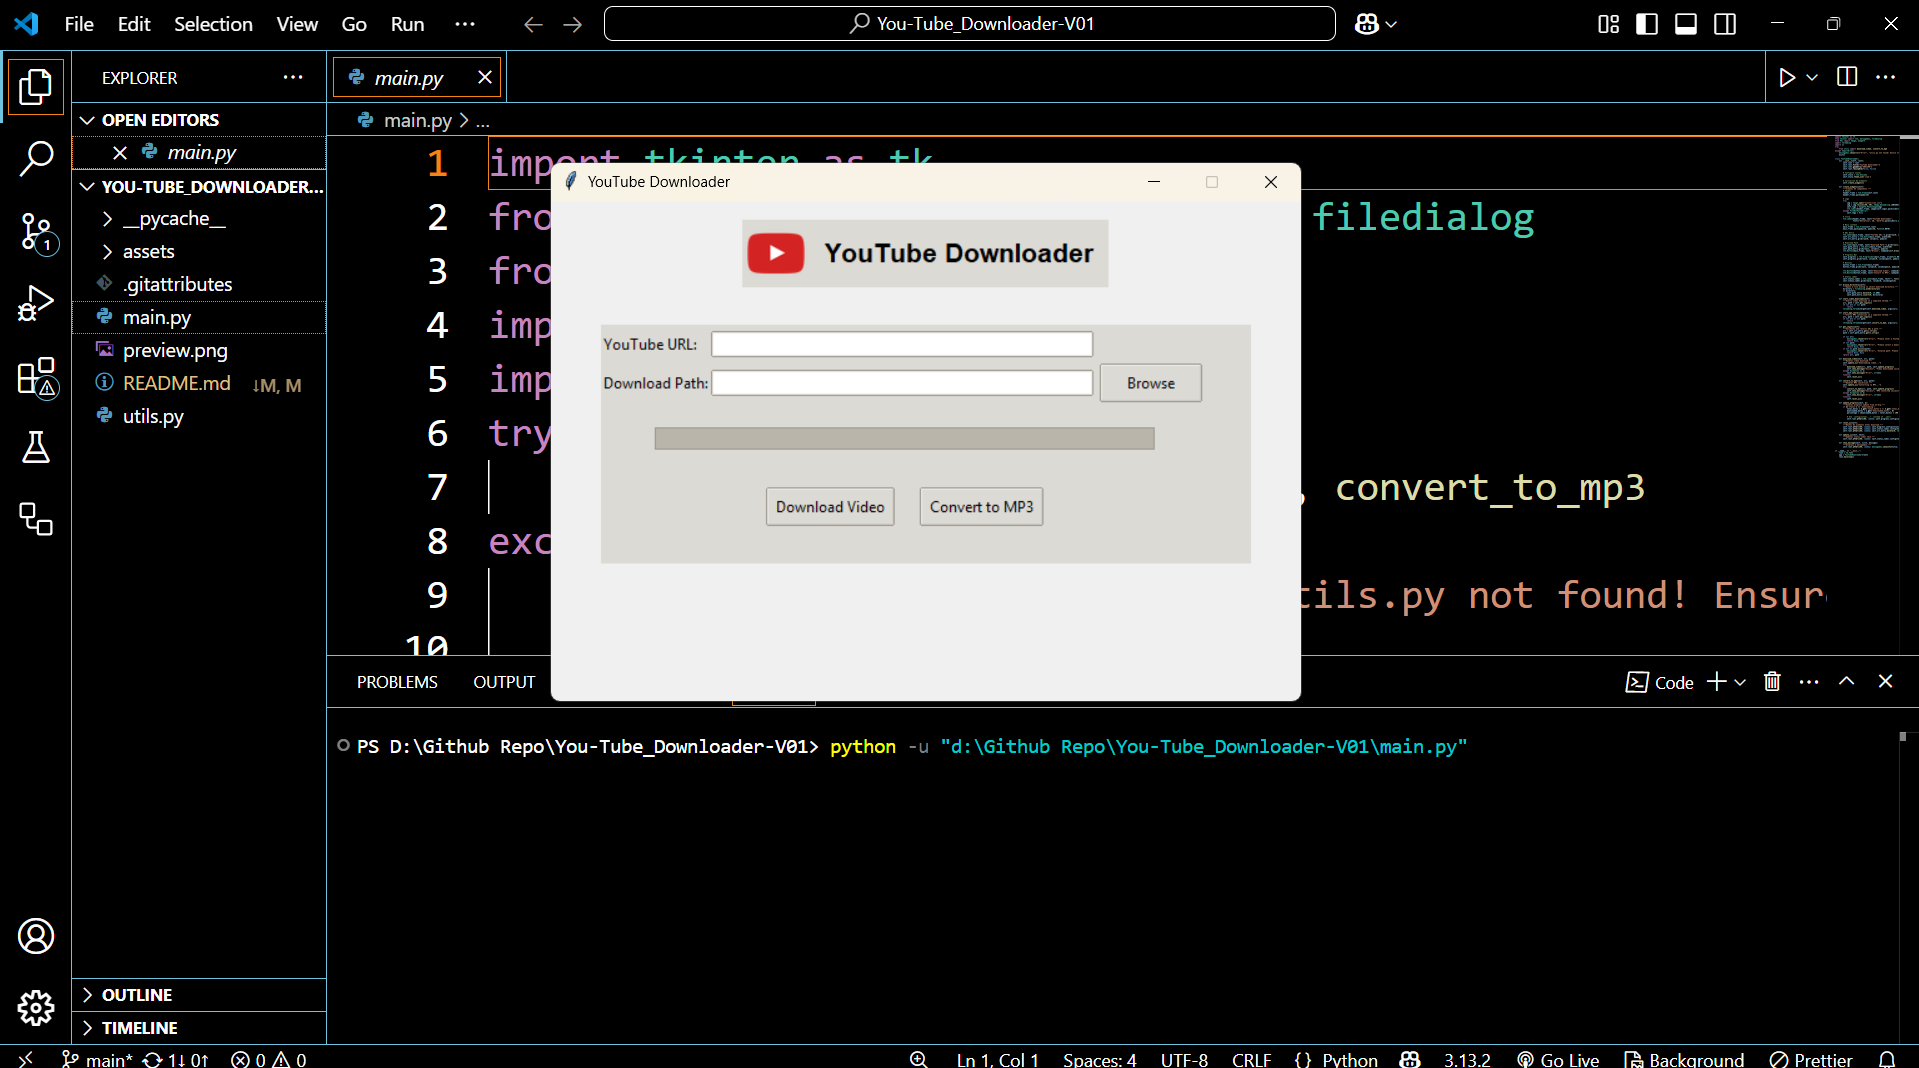 File Edit Selection View Go Run ··· You-Tube_Downloader-V01
EXPLORER
OPEN EDITORS
main.py
YOU-TUBE_DOWNLOADER...
__pycache__
assets
.gitattributes
main.py
preview.png
README.md ↓M, M
utils.py
OUTLINE
TIMELINE
main.py
main.py > ...
1 import tkinter as tk
2 fro filedialog
3 fro
4 imp
5 imp
6 try
7 , convert_to_mp3
8 exc
9 tils.py not found! Ensure
10
YouTube Downloader
YouTube Downloader
YouTube URL:
Download Path: Browse
Download Video Convert to MP3
PROBLEMS OUTPUT Code
PS D:\Github Repo\You-Tube_Downloader-V01> python -u "d:\Github Repo\You-Tube_Downloader-V01\main.py"
1
main* 1↓ 0↑ 0 0 Ln 1, Col 1 Spaces: 4 UTF-8 CRLF {} Python 3.13.2 Go Live Background Prettier